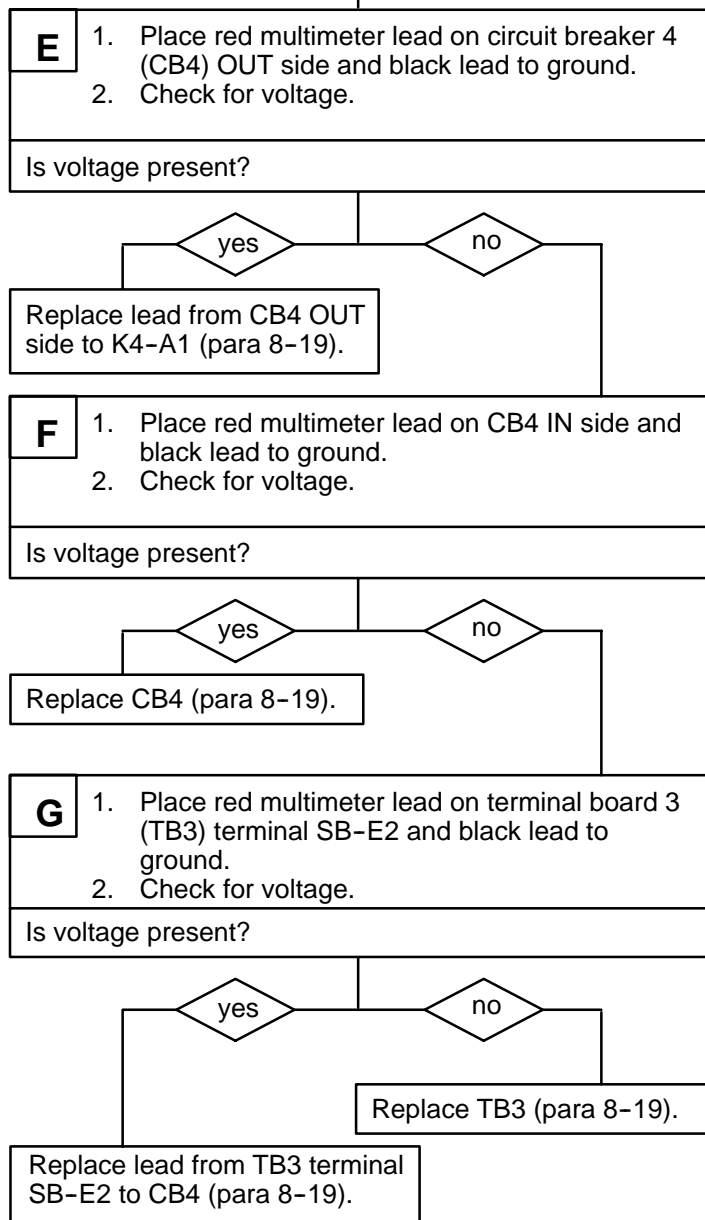 E
1. Place red multimeter lead on circuit breaker 4
(CB4) OUT side and black lead to ground.
2. Check for voltage.
Is voltage present?
yes
no
Replace lead from CB4 OUT
side to K4-A1 (para 8-19).
F
1. Place red multimeter lead on CB4 IN side and
black lead to ground.
2. Check for voltage.
Is voltage present?
yes
no
Replace CB4 (para 8-19).
G
1. Place red multimeter lead on terminal board 3
(TB3) terminal SB-E2 and black lead to
ground.
2. Check for voltage.
Is voltage present?
yes
no
Replace TB3 (para 8-19).
Replace lead from TB3 terminal
SB-E2 to CB4 (para 8-19).